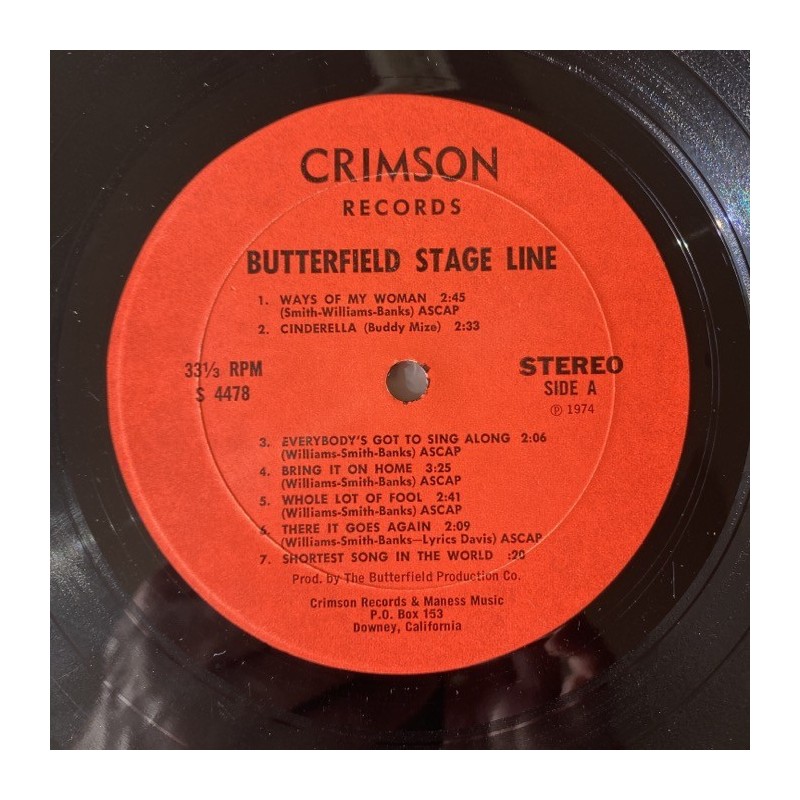 CRIMSON
RECORDS
BUTTERFIELD STAGE LINE
1. WAYS OF MY WOMAN 2:45
(Smith-Williams-Banks) ASCAP
2. CINDERELLA (Buddy Mize) 2:33
33⅓ RPM
S 4478
STEREO
SIDE A
℗ 1974
3. EVERYBODY'S GOT TO SING ALONG 2:06
(Williams-Smith-Banks) ASCAP
4. BRING IT ON HOME 3:25
(Williams-Smith-Banks) ASCAP
5. WHOLE LOT OF FOOL 2:41
(Williams-Smith-Banks) ASCAP
6. THERE IT GOES AGAIN 2:09
(Williams-Smith-Banks—Lyrics Davis) ASCAP
7. SHORTEST SONG IN THE WORLD :20
Prod. by The Butterfield Production Co.
Crimson Records & Maness Music
P.O. Box 153
Downey, California